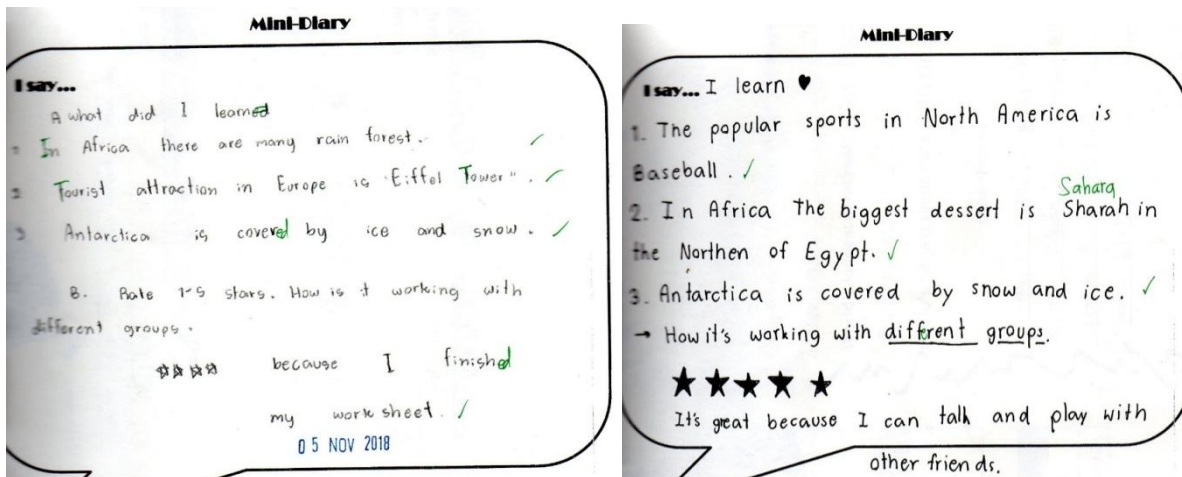 Mini-Diary
I say...
A what did I learned
1 In Africa there are many rain forest.
2 Tourist attraction in Europe is "Eiffel Tower".
3 Antarctica is covered by ice and snow.
B. Rate 1-5 stars. How is it working with
different groups.
because I finished
my work sheet.
05 NOV 2018
Mini-Diary
I say... I learn
1. The popular sports in North America is
Baseball.
Sahara
2. In Africa The biggest dessert is Sharah in
the Northen of Egypt.
3. Antarctica is covered by snow and ice.
→ How it's working with different groups.
It's great because I can talk and play with
other friends.